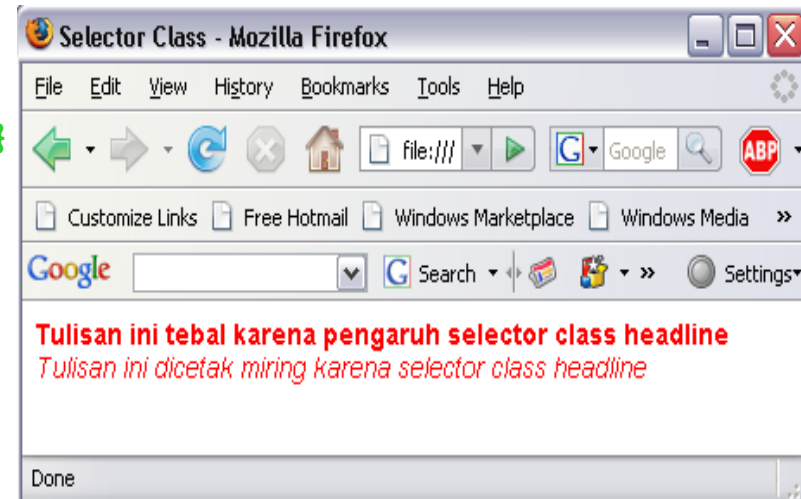 Selector Class - Mozilla Firefox
File Edit View History Bookmarks Tools Help
file:/// G Google ABP
Customize Links Free Hotmail Windows Marketplace Windows Media »
Google G Search » Settings
Tulisan ini tebal karena pengaruh selector class headline
Tulisan ini dicetak miring karena selector class headline
Done